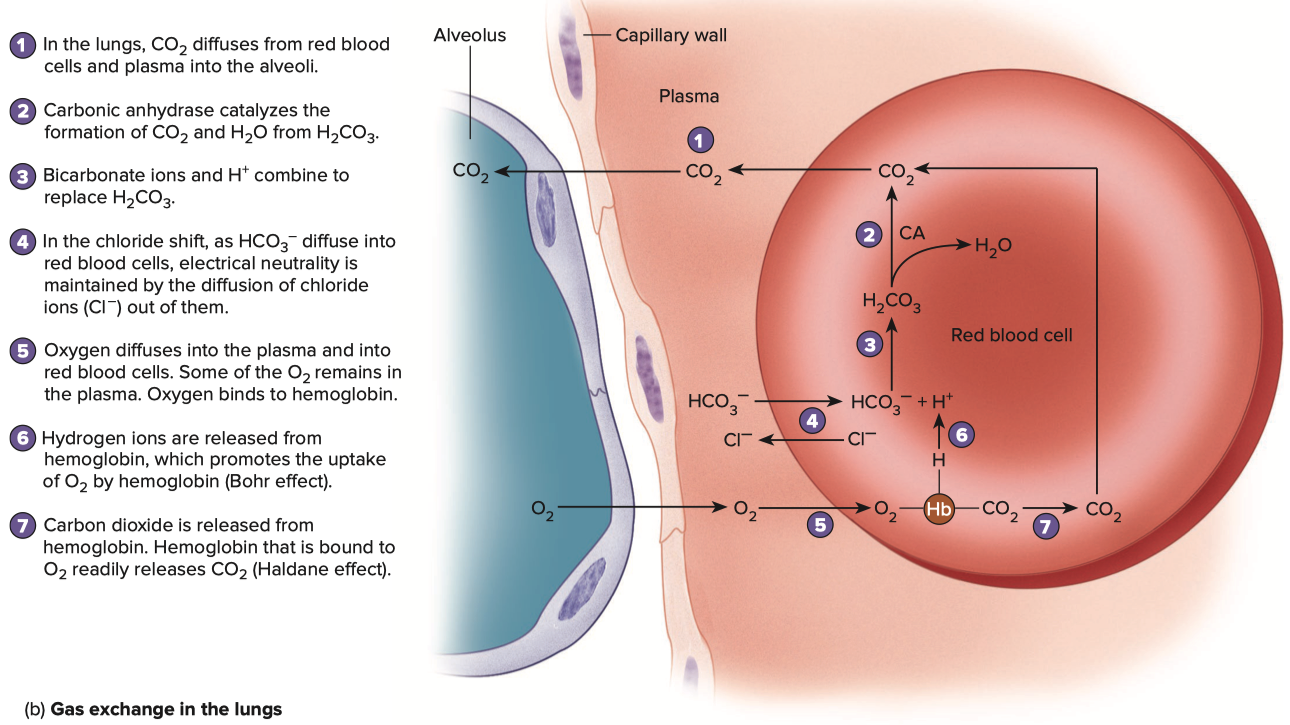 1 In the lungs, CO₂ diffuses from red blood
cells and plasma into the alveoli.
2 Carbonic anhydrase catalyzes the
formation of CO₂ and H₂O from H₂CO₃.
3 Bicarbonate ions and H⁺ combine to
replace H₂CO₃.
4 In the chloride shift, as HCO₃⁻ diffuse into
red blood cells, electrical neutrality is
maintained by the diffusion of chloride
ions (Cl⁻) out of them.
5 Oxygen diffuses into the plasma and into
red blood cells. Some of the O₂ remains in
the plasma. Oxygen binds to hemoglobin.
6 Hydrogen ions are released from
hemoglobin, which promotes the uptake
of O₂ by hemoglobin (Bohr effect).
7 Carbon dioxide is released from
hemoglobin. Hemoglobin that is bound to
O₂ readily releases CO₂ (Haldane effect).
(b) Gas exchange in the lungs
Alveolus
Capillary wall
Plasma
1
CO₂
CO₂
CO₂
2
CA
H₂O
H₂CO₃
3
Red blood cell
HCO₃⁻
HCO₃⁻ + H⁺
4
Cl⁻
Cl⁻
6
H
O₂
O₂
5
O₂
Hb
CO₂
7
CO₂